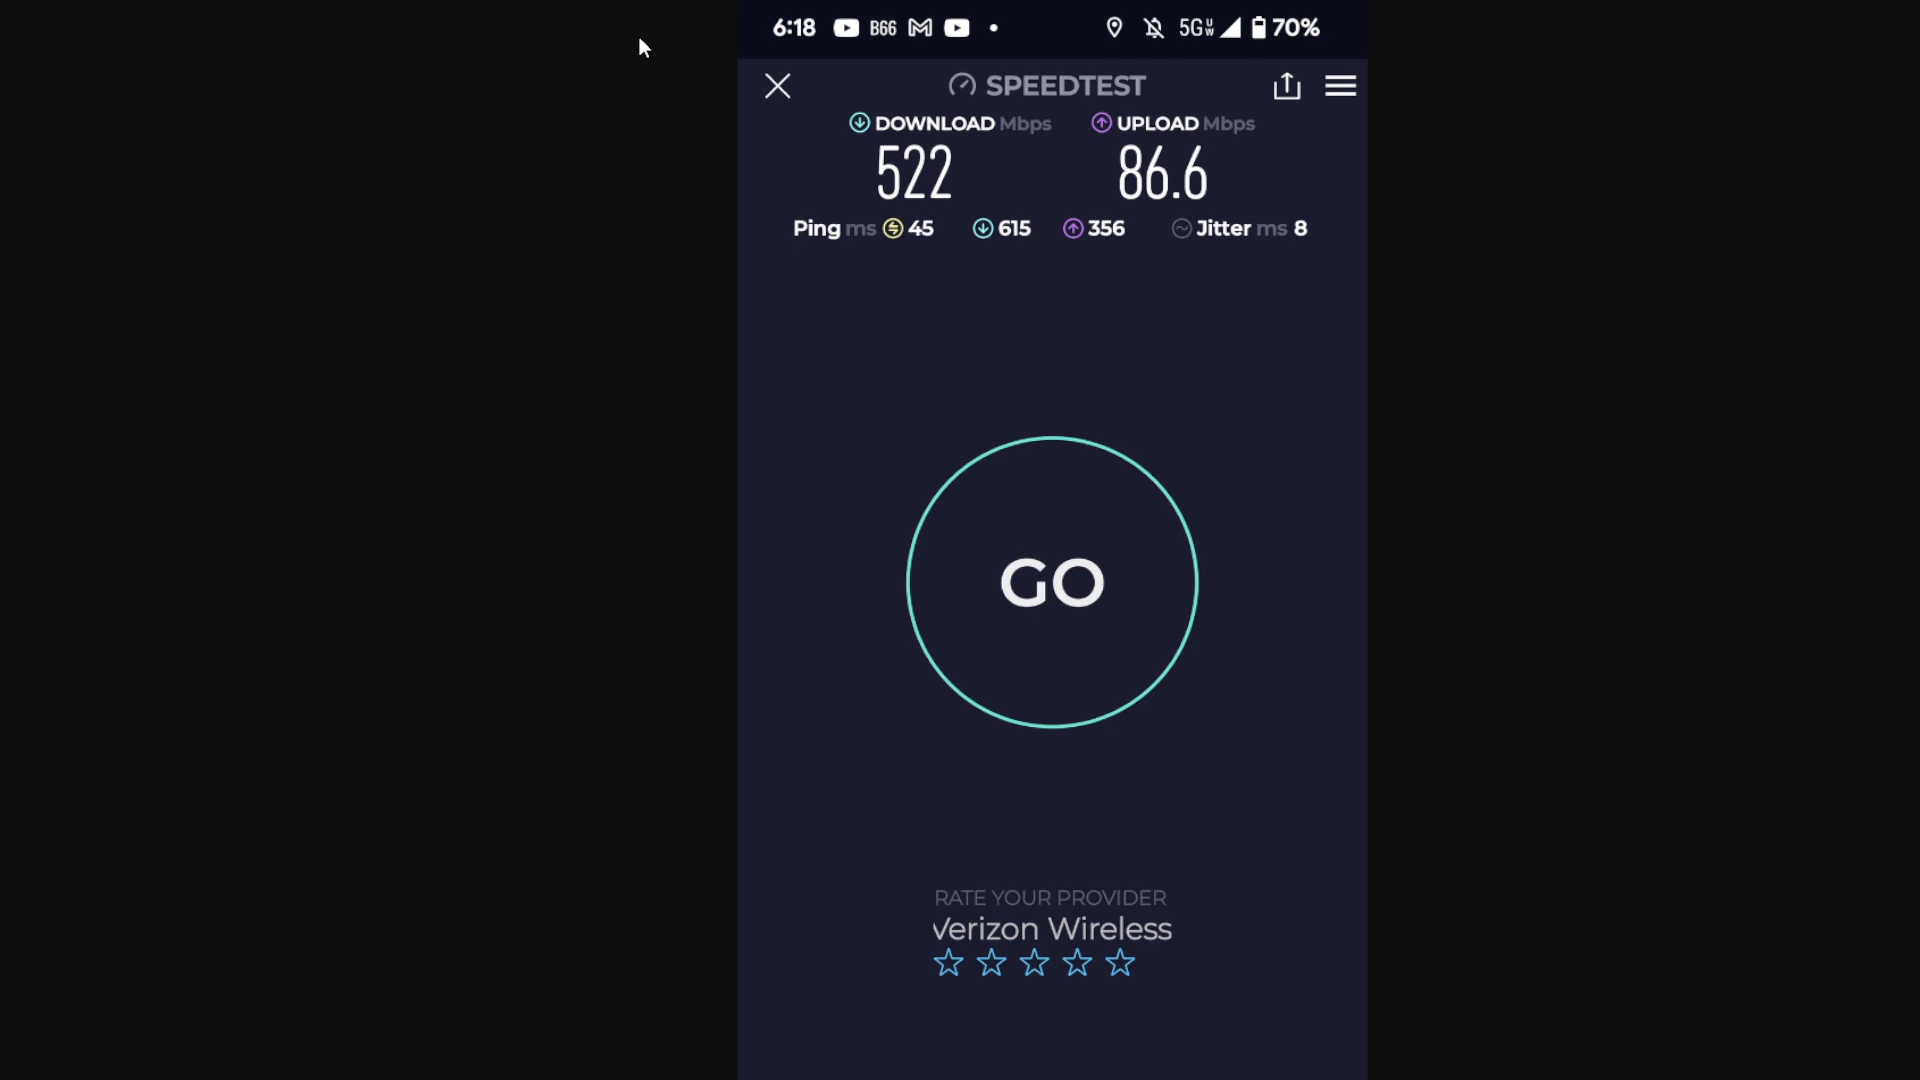 6:18 B66 5G UW 70%
SPEEDTEST
DOWNLOAD Mbps UPLOAD Mbps
522 86.6
Ping ms 45 615 356 Jitter ms 8
GO
RATE YOUR PROVIDER
Verizon Wireless